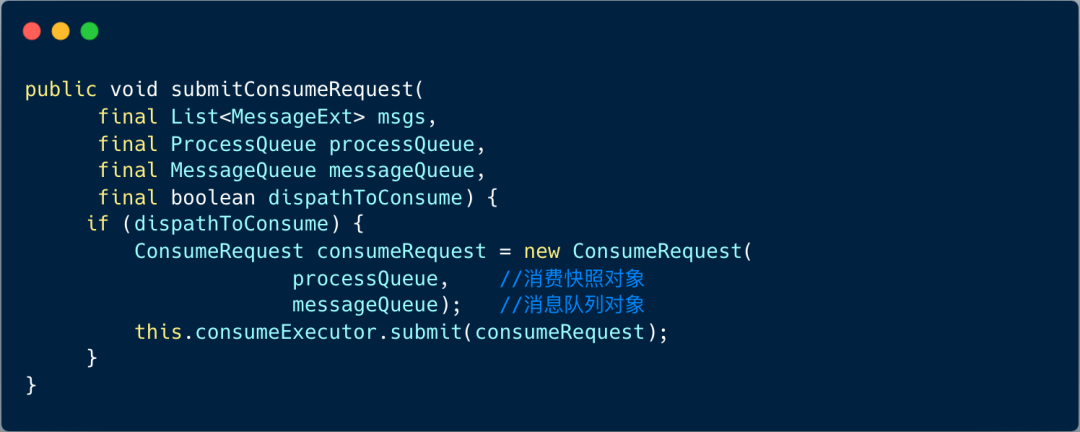 public void submitConsumeRequest(
final List<MessageExt> msgs,
final ProcessQueue processQueue,
final MessageQueue messageQueue,
final boolean dispathToConsume) {
if (dispathToConsume) {
ConsumeRequest consumeRequest = new ConsumeRequest(
processQueue, //消费快照对象
messageQueue); //消息队列对象
this.consumeExecutor.submit(consumeRequest);
}
}